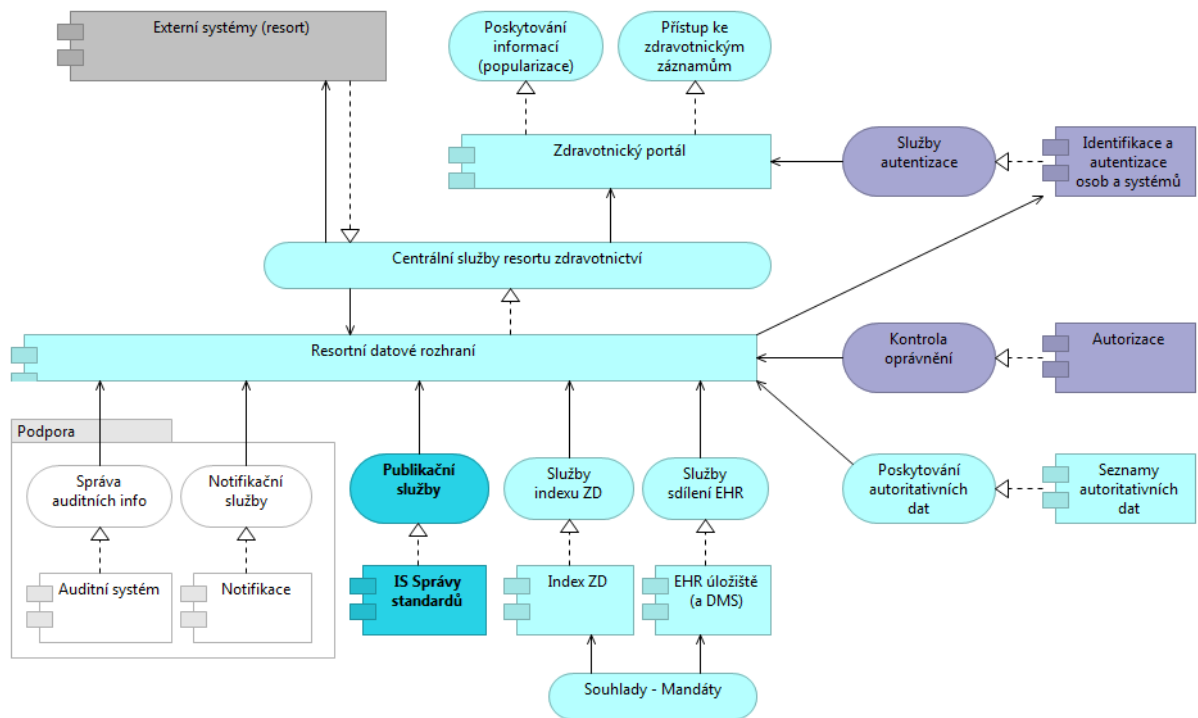 Externí systémy (resort)
Poskytování
informací
(popularizace)
Přístup ke
zdravotnickým
záznamům
Zdravotnický portál
Služby
autentizace
Identifikace a
autentizace
osob a systémů
Centrální služby resortu zdravotnictví
Resortní datové rozhraní
Kontrola
oprávnění
Autorizace
Podpora
Správa
auditních info
Notifikační
služby
Publikační
služby
Služby
indexu ZD
Služby
sdílení EHR
Poskytování
autoritativních
dat
Seznamy
autoritativních
dat
Auditní systém
Notifikace
IS Správy
standardů
Index ZD
EHR úložiště
(a DMS)
Souhlady - Mandáty